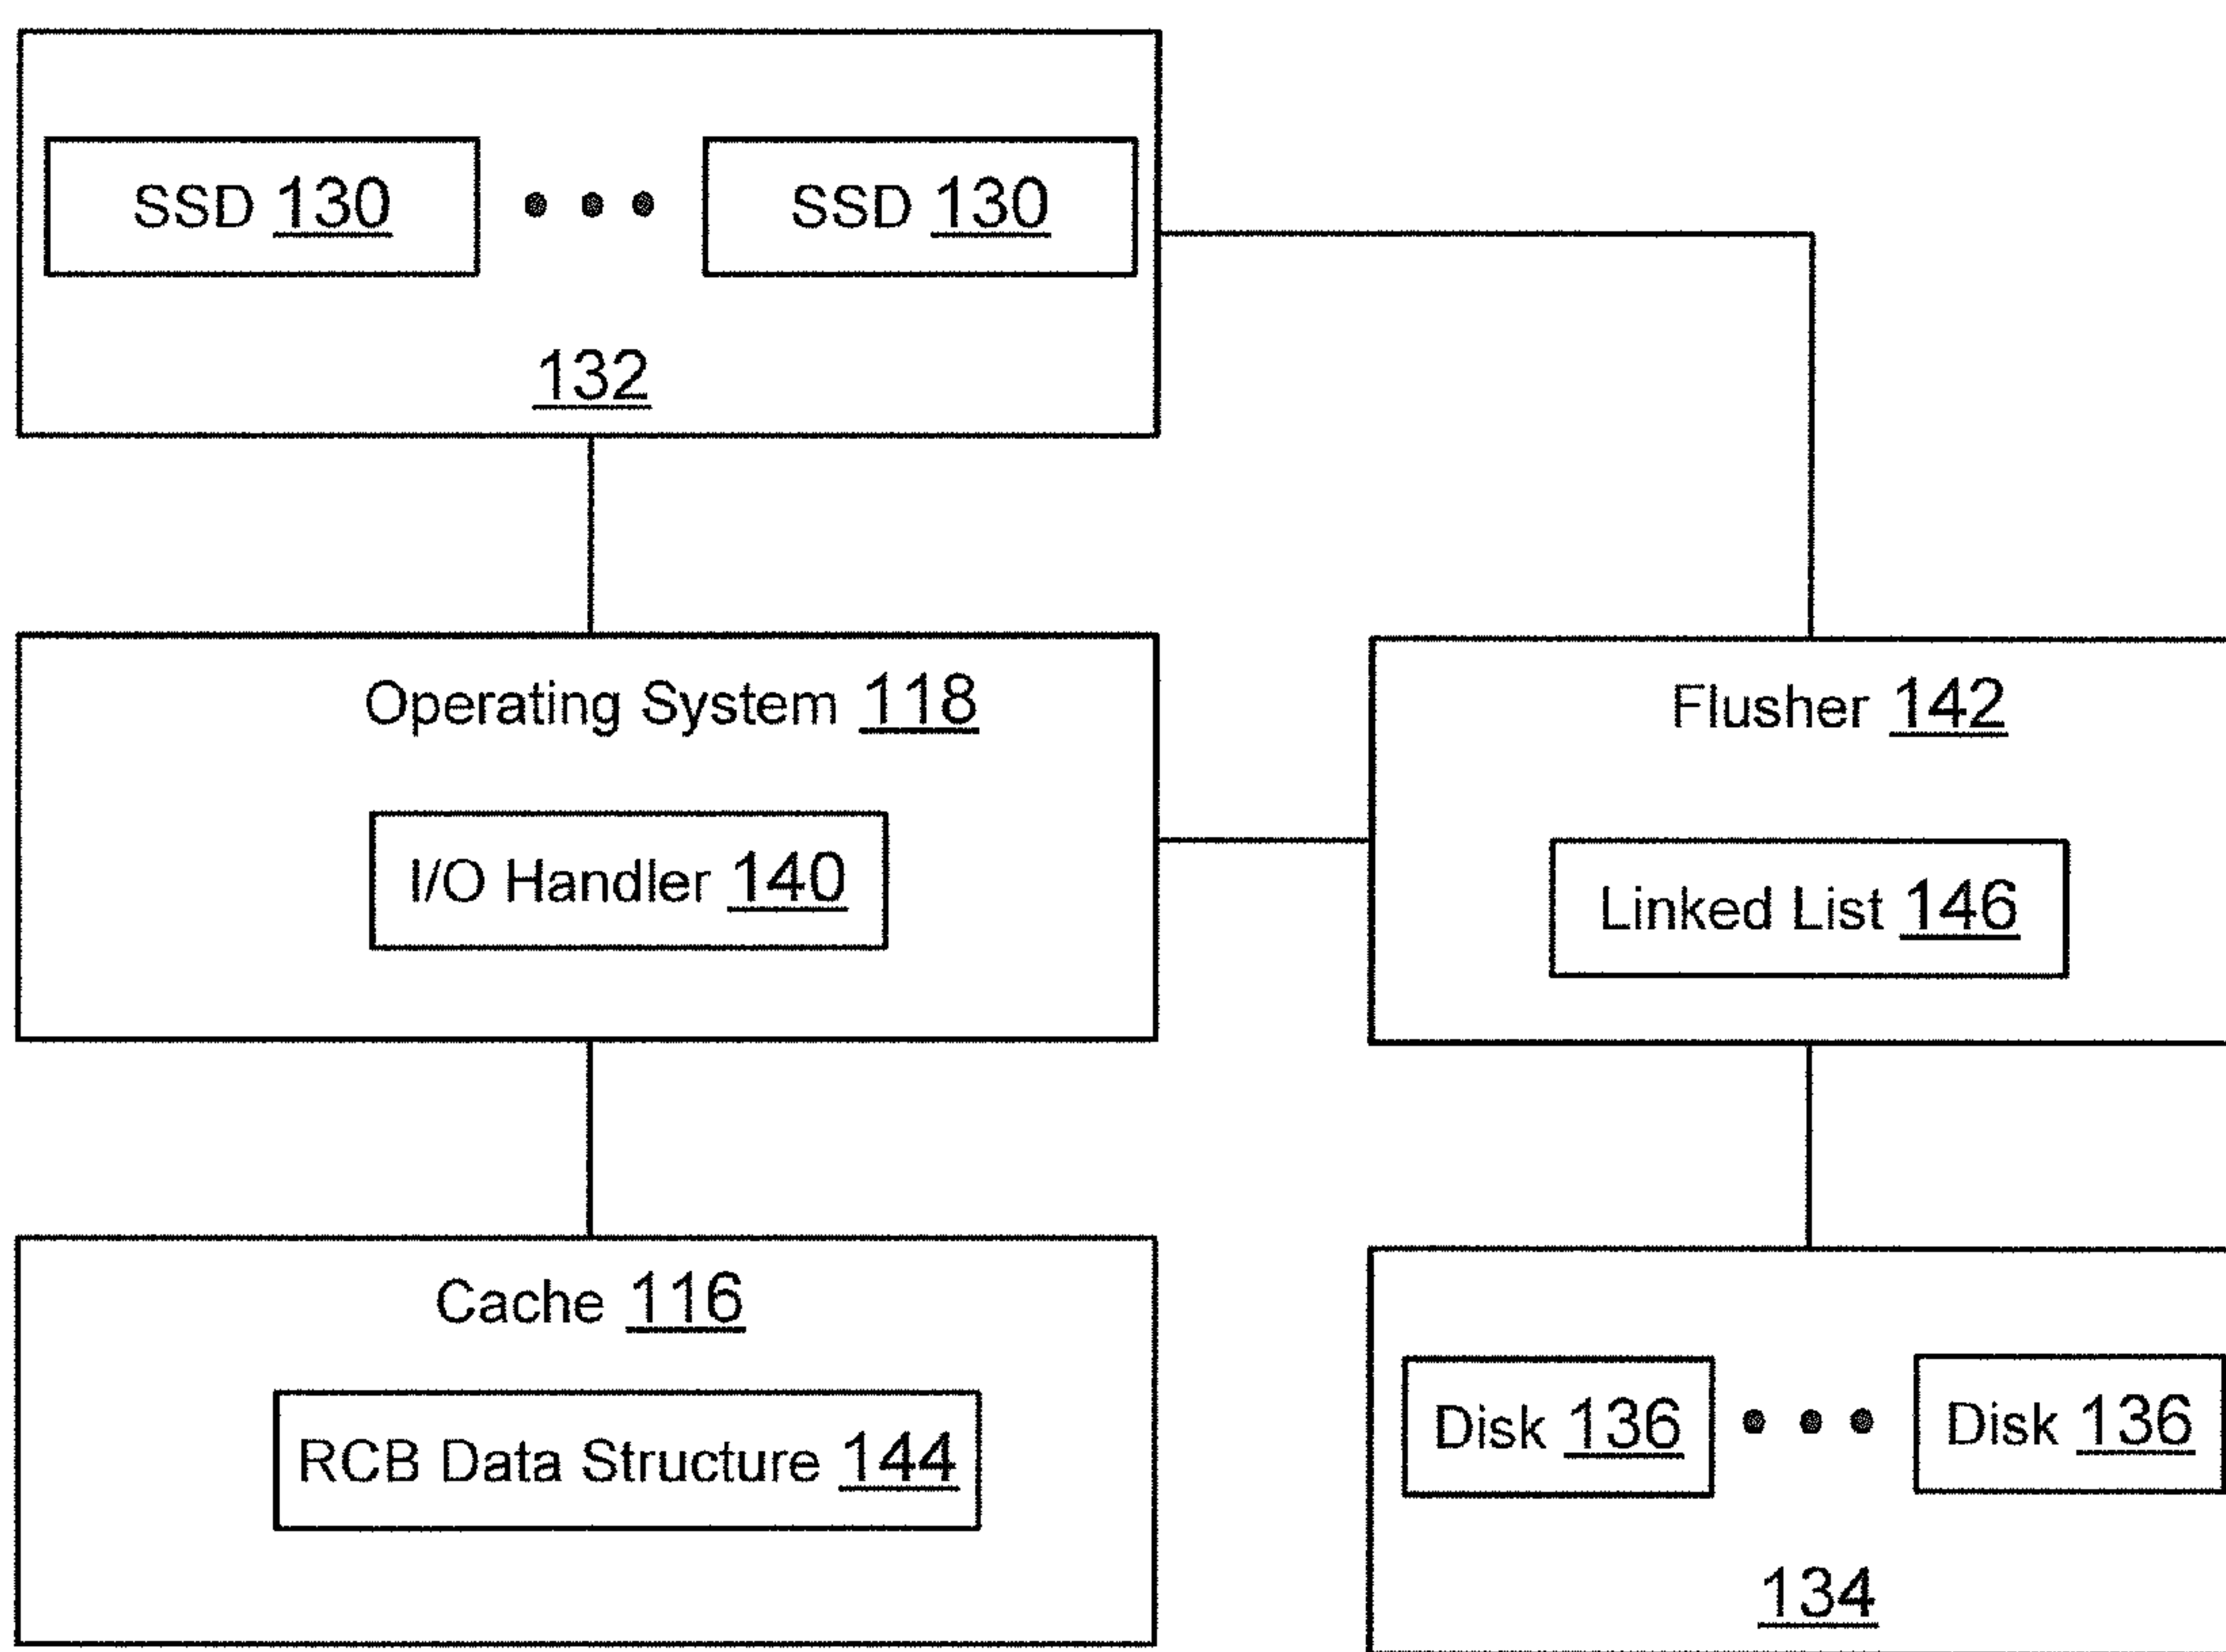 SSD 130 • • • SSD 130
132
Operating System 118
I/O Handler 140
Flusher 142
Linked List 146
Cache 116
RCB Data Structure 144
Disk 136 • • • Disk 136
134